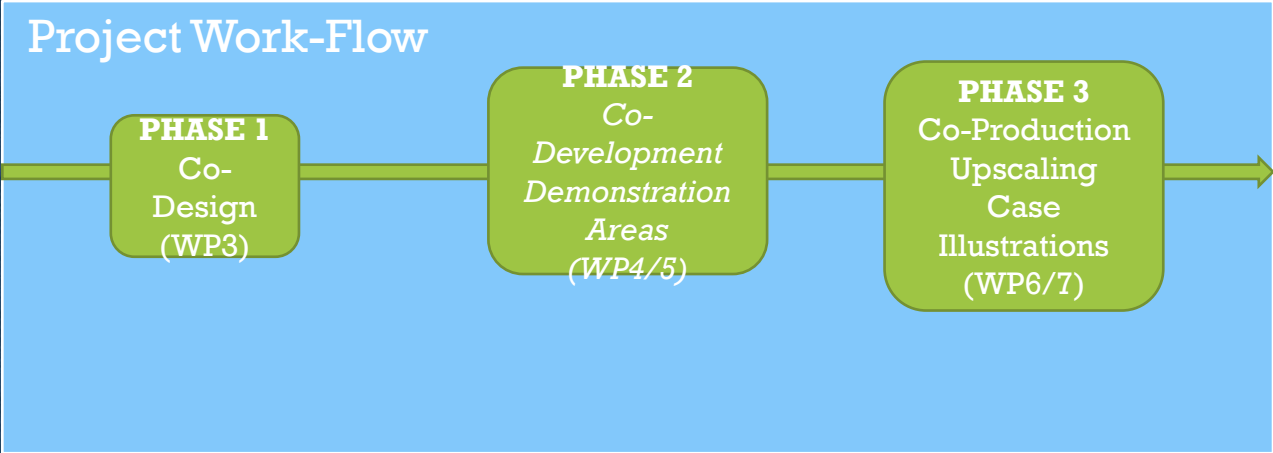 Project Work-Flow
PHASE 1
Co-
Design
(WP3)
PHASE 2
Co-
Development
Demonstration
Areas
(WP4/5)
PHASE 3
Co-Production
Upscaling
Case
Illustrations
(WP6/7)